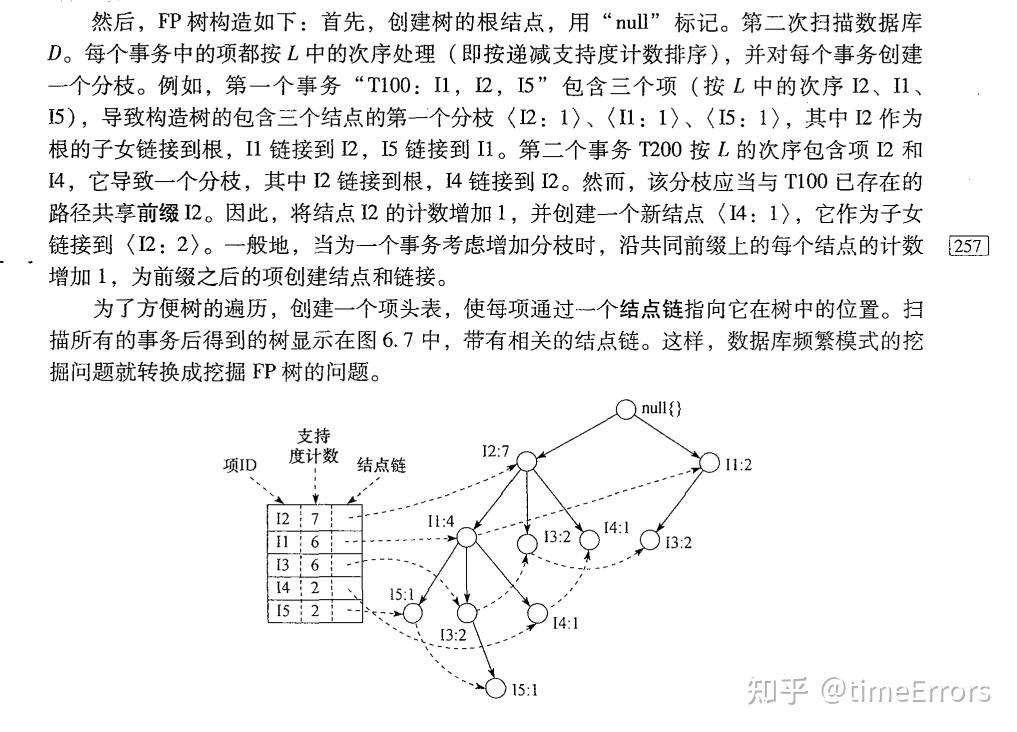 然后，FP 树构造如下：首先，创建树的根结点，用“null”标记。第二次扫描数据库
D。每个事务中的项都按 L 中的次序处理（即按递减支持度计数排序），并对每个事务创建
一个分枝。例如，第一个事务“T100：I1，I2，I5”包含三个项（按 L 中的次序 I2、I1、
I5），导致构造树的包含三个结点的第一个分枝〈I2：1〉、〈I1：1〉、〈I5：1〉，其中 I2 作为
根的子女链接到根，I1 链接到 I2，I5 链接到 I1。第二个事务 T200 按 L 的次序包含项 I2 和
I4，它导致一个分枝，其中 I2 链接到根，I4 链接到 I2。然而，该分枝应当与 T100 已存在的
路径共享前缀 I2。因此，将结点 I2 的计数增加 1，并创建一个新结点〈I4：1〉，它作为子女
链接到〈I2：2〉。一般地，当为一个事务考虑增加分枝时，沿共同前缀上的每个结点的计数
257
增加 1，为前缀之后的项创建结点和链接。
为了方便树的遍历，创建一个项头表，使每项通过一个结点链指向它在树中的位置。扫
描所有的事务后得到的树显示在图 6.7 中，带有相关的结点链。这样，数据库频繁模式的挖
掘问题就转换成挖掘 FP 树的问题。
null{}
支持
度计数
项ID
结点链
I2:7
I1:2
I2 7
I1 6
I3 6
I4 2
I5 2
I1:4
I3:2
I4:1
I3:2
I5:1
I3:2
I4:1
I5:1
知乎 @timeErrors